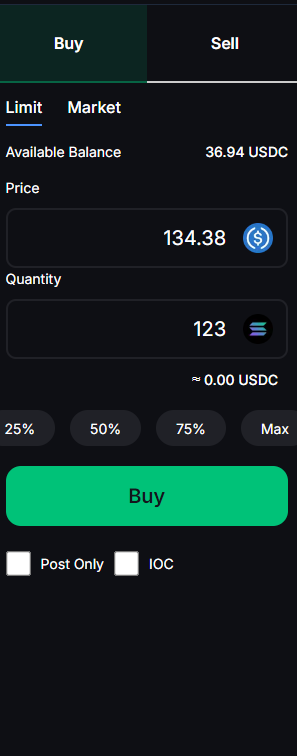 Buy Sell
Limit Market
Available Balance 36.94 USDC
Price
134.38
Quantity
123
≈ 0.00 USDC
25% 50% 75% Max
Buy
Post Only IOC